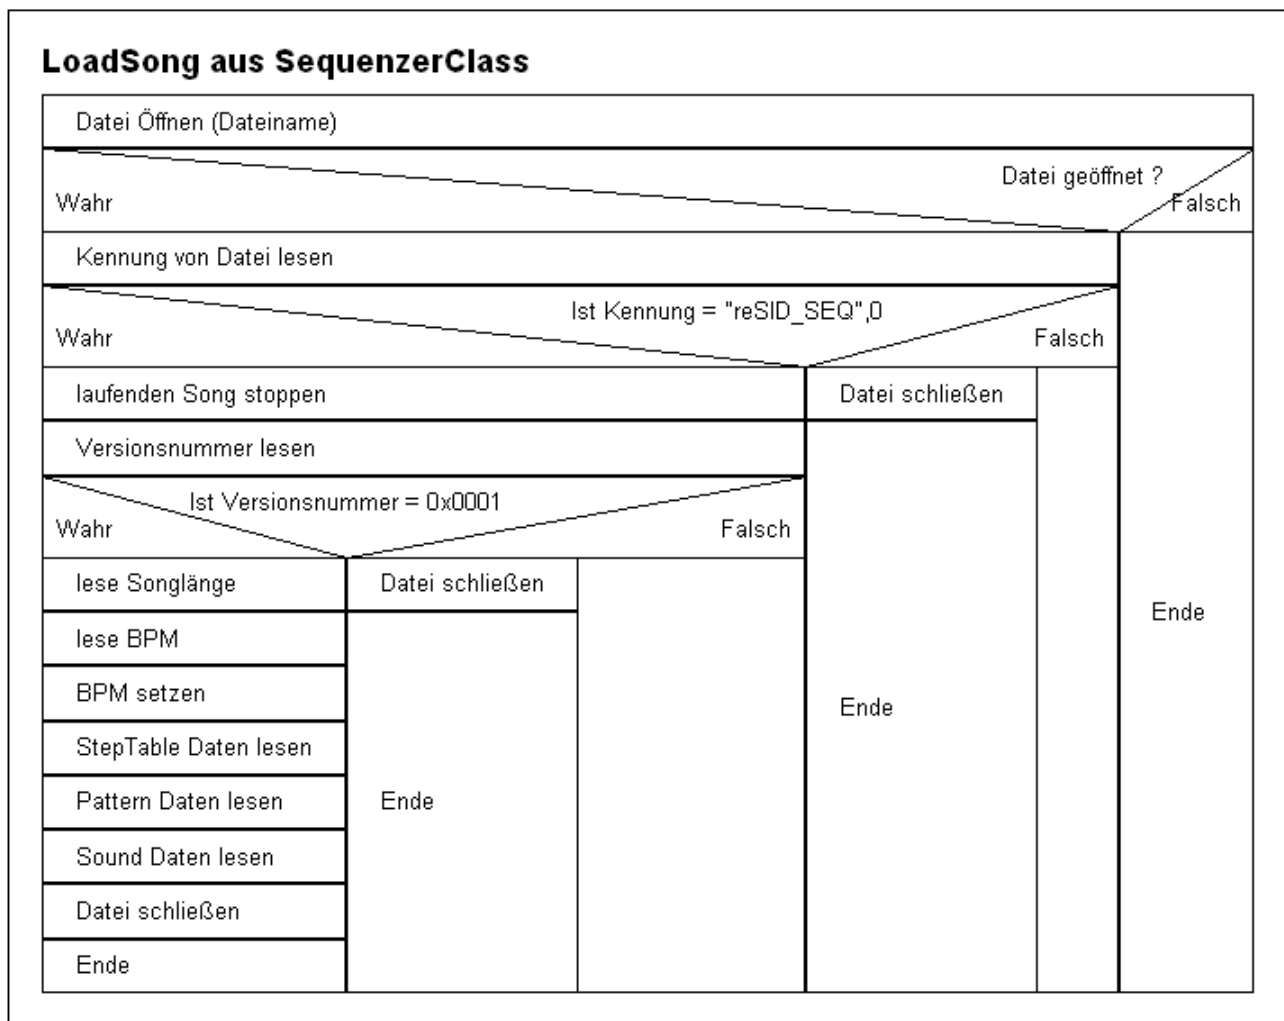 LoadSong aus SequenzerClass
Datei Öffnen (Dateiname)
Datei geöffnet ?
Wahr
Falsch
Kennung von Datei lesen
Ist Kennung = "reSID_SEQ",0
Wahr
Falsch
laufenden Song stoppen
Datei schließen
Versionsnummer lesen
Ist Versionsnummer = 0x0001
Wahr
Falsch
lese Songlänge
Datei schließen
lese BPM
Ende
BPM setzen
Ende
StepTable Daten lesen
Pattern Daten lesen
Ende
Sound Daten lesen
Datei schließen
Ende